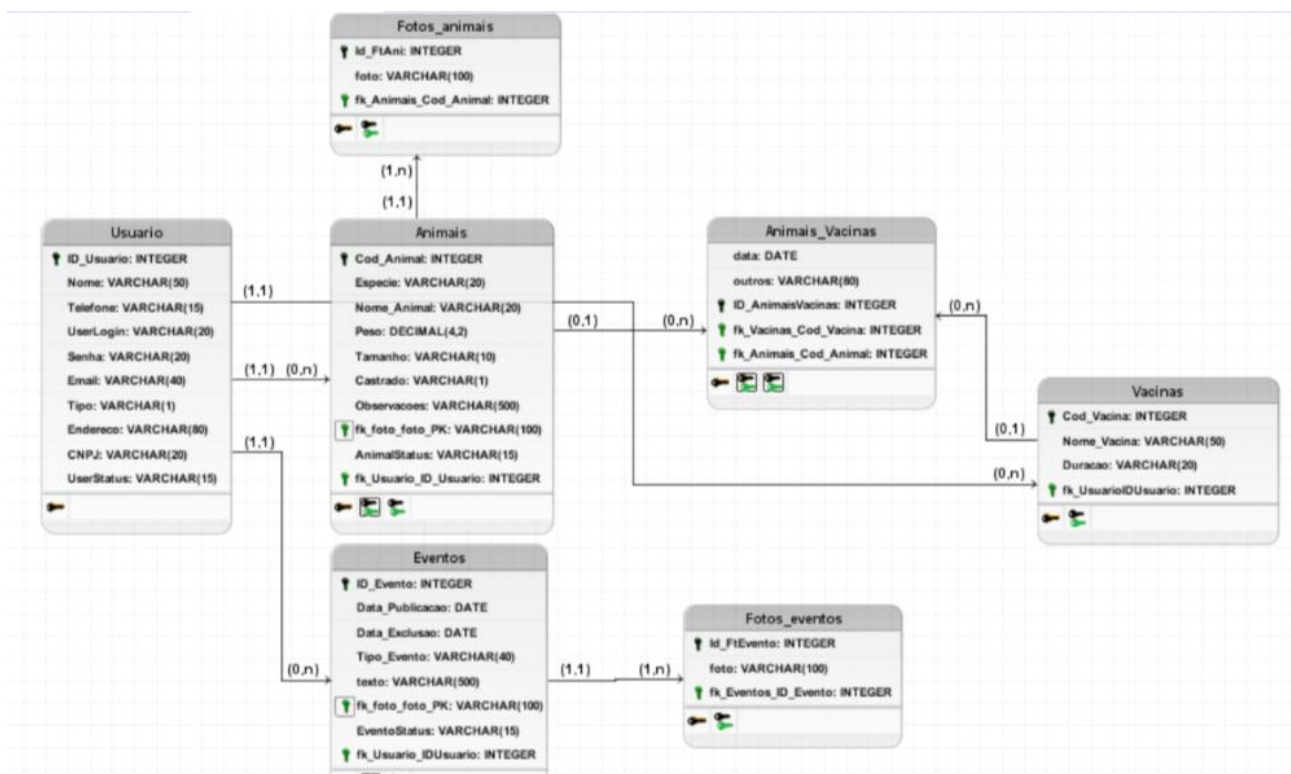 Fotos_animais
Id_FtAni: INTEGER
foto: VARCHAR(100)
fk_Animais_Cod_Animal: INTEGER
(1,n)
(1,1)
Usuario
ID_Usuario: INTEGER
Nome: VARCHAR(50)
Telefone: VARCHAR(15)
UserLogin: VARCHAR(20)
Senha: VARCHAR(20)
Email: VARCHAR(40)
Tipo: VARCHAR(1)
Endereco: VARCHAR(80)
CNPJ: VARCHAR(20)
UserStatus: VARCHAR(15)
(1,1)
(1,1) (0,n)
(1,1)
(0,n)
Animais
Cod_Animal: INTEGER
Especie: VARCHAR(20)
Nome_Animal: VARCHAR(20)
Peso: DECIMAL(4,2)
Tamanho: VARCHAR(10)
Castrado: VARCHAR(1)
Observacoes: VARCHAR(500)
fk_foto_foto_PK: VARCHAR(100)
AnimalStatus: VARCHAR(15)
fk_Usuario_ID_Usuario: INTEGER
(0,1) (0,n)
Animais_Vacinas
data: DATE
outros: VARCHAR(80)
ID_AnimaisVacinas: INTEGER
fk_Vacinas_Cod_Vacina: INTEGER
fk_Animais_Cod_Animal: INTEGER
(0,n)
(0,1)
(0,n)
Vacinas
Cod_Vacina: INTEGER
Nome_Vacina: VARCHAR(50)
Duracao: VARCHAR(20)
fk_UsuarioIDUsuario: INTEGER
Eventos
ID_Evento: INTEGER
Data_Publicacao: DATE
Data_Exclusao: DATE
Tipo_Evento: VARCHAR(40)
texto: VARCHAR(500)
fk_foto_foto_PK: VARCHAR(100)
EventoStatus: VARCHAR(15)
fk_Usuario_IDUsuario: INTEGER
(1,1) (1,n)
Fotos_eventos
Id_FtEvento: INTEGER
foto: VARCHAR(100)
fk_Eventos_ID_Evento: INTEGER